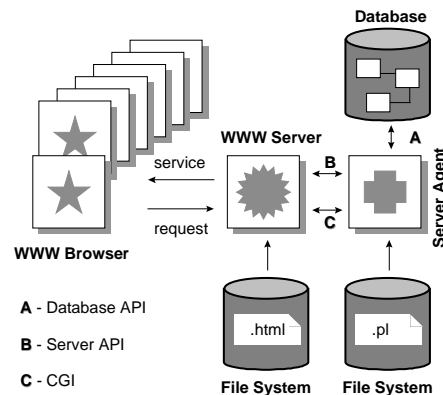 Database
WWW Server
A
service
B
Server Agent
request
C
WWW Browser
A - Database API
.html
.pl
B - Server API
C - CGI
File System
File System